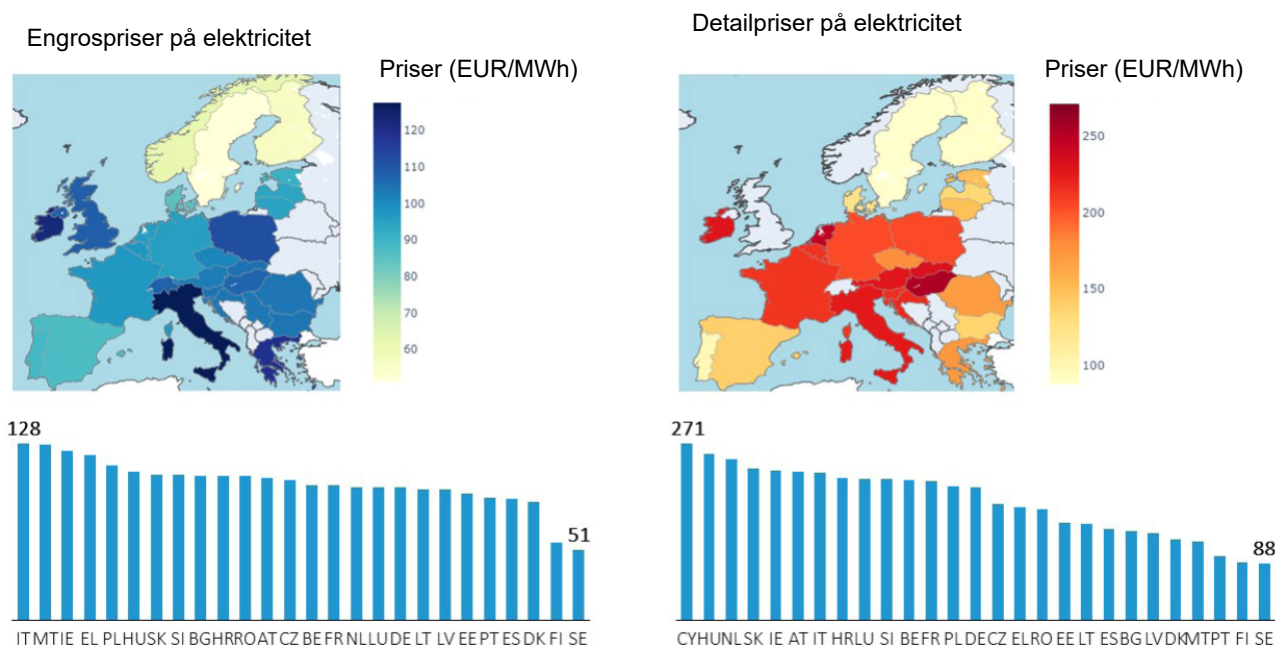 Engrospriser på elektricitet
Priser (EUR/MWh)
120
110
100
90
80
70
60
128
51
IT MT IE EL PL HU SK SI BG HR RO AT CZ BE FR NL LU DE LT LV EE PT ES DK FI SE
Detailpriser på elektricitet
Priser (EUR/MWh)
250
200
150
100
271
88
CY HU NL SK IE AT IT HR LU SI BE FR PL DE CZ EL RO EE LT ES BG LV DK MT PT FI SE